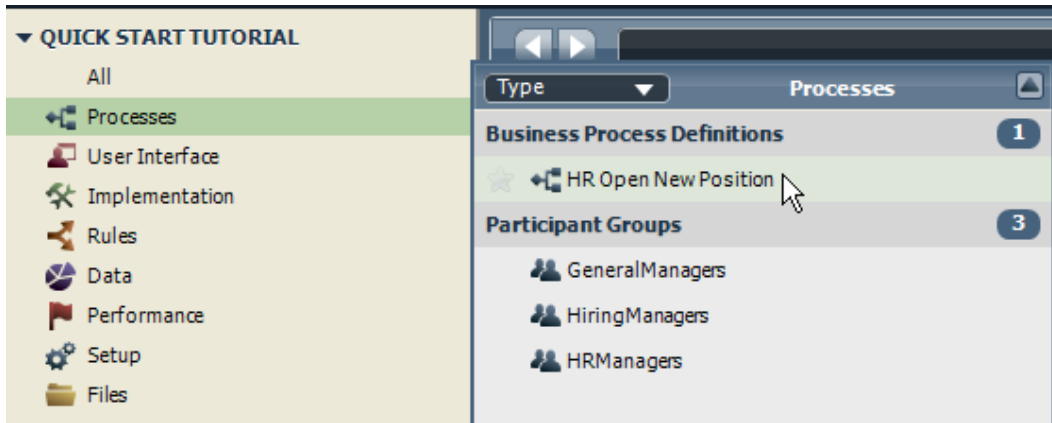 QUICK START TUTORIAL
All
Processes
User Interface
Implementation
Rules
Data
Performance
Setup
Files
Type
Processes
Business Process Definitions 1
HR Open New Position
Participant Groups 3
GeneralManagers
HiringManagers
HRManagers